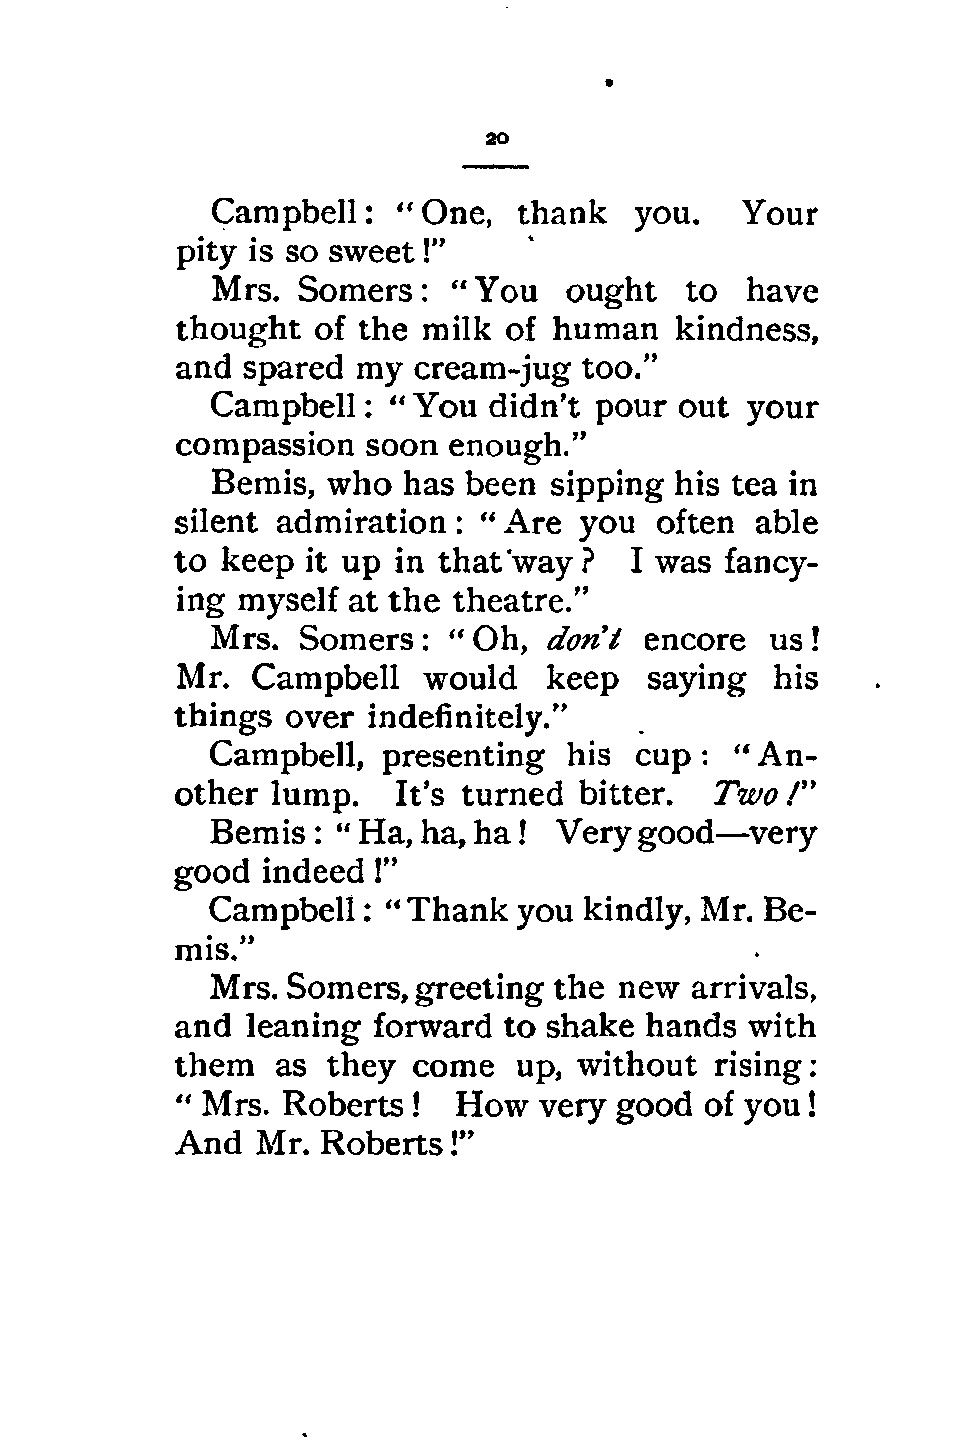 20
Campbell: "One, thank you. Your
pity is so sweet!"
Mrs. Somers: "You ought to have
thought of the milk of human kindness,
and spared my cream-jug too."
Campbell: "You didn't pour out your
compassion soon enough."
Bemis, who has been sipping his tea in
silent admiration: "Are you often able
to keep it up in that way? I was fancy-
ing myself at the theatre."
Mrs. Somers: "Oh, don't encore us!
Mr. Campbell would keep saying his
things over indefinitely."
Campbell, presenting his cup: "An-
other lump. It's turned bitter. Two!"
Bemis: "Ha, ha, ha! Very good—very
good indeed!"
Campbell: "Thank you kindly, Mr. Be-
mis."
Mrs. Somers, greeting the new arrivals,
and leaning forward to shake hands with
them as they come up, without rising:
"Mrs. Roberts! How very good of you!
And Mr. Roberts!"